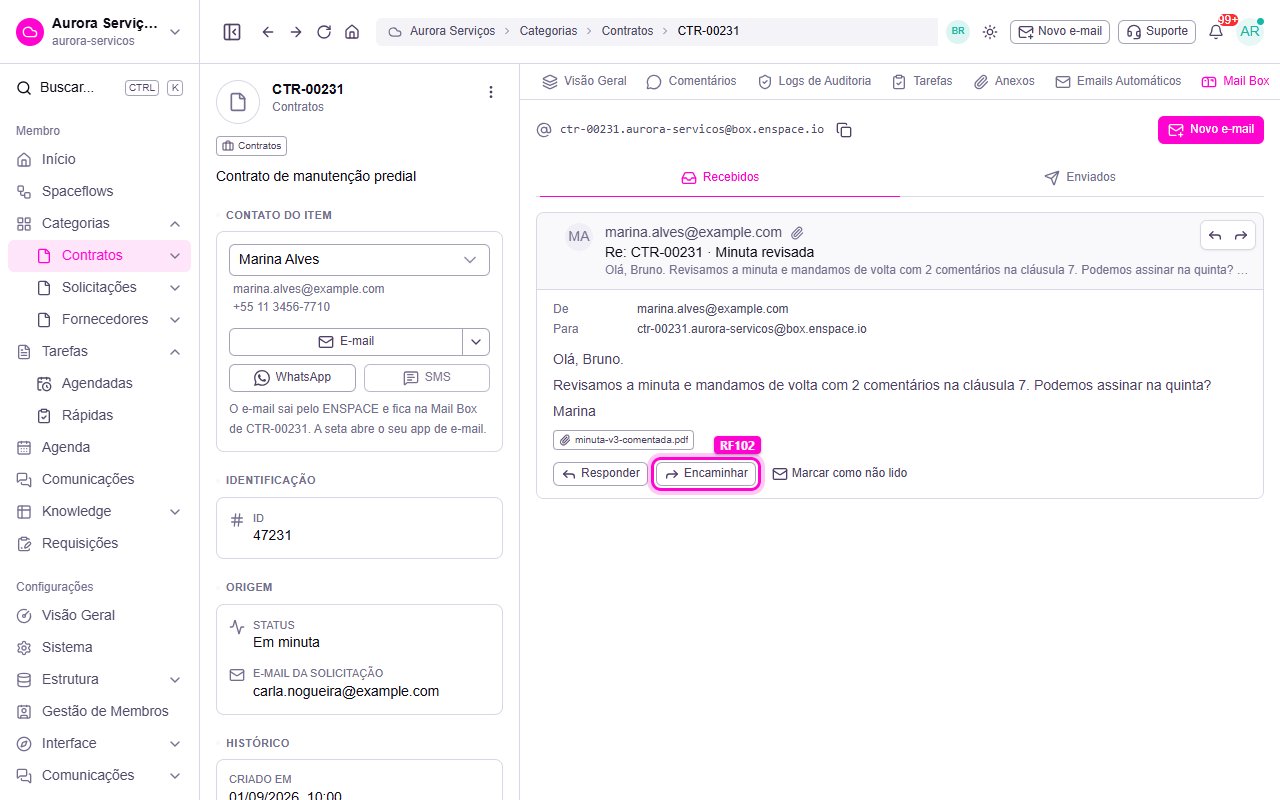 Aurora Serviç...
aurora-servicos
Aurora Serviços
Categorias
Contratos
CTR-00231
BR
Novo e-mail
Suporte
99+
AR
Buscar...
CTRL
K
Membro
Início
Spaceflows
Categorias
Contratos
Solicitações
Fornecedores
Tarefas
Agendadas
Rápidas
Agenda
Comunicações
Knowledge
Requisições
Configurações
Visão Geral
Sistema
Estrutura
Gestão de Membros
Interface
Comunicações
CTR-00231
Contratos
Contratos
Contrato de manutenção predial
CONTATO DO ITEM
Marina Alves
marina.alves@example.com
+55 11 3456-7710
E-mail
WhatsApp
SMS
O e-mail sai pelo ENSPACE e fica na Mail Box
de CTR-00231. A seta abre o seu app de e-mail.
IDENTIFICAÇÃO
ID
47231
ORIGEM
STATUS
Em minuta
E-MAIL DA SOLICITAÇÃO
carla.nogueira@example.com
HISTÓRICO
CRIADO EM
01/09/2026, 10:00
Visão Geral
Comentários
Logs de Auditoria
Tarefas
Anexos
Emails Automáticos
Mail Box
ctr-00231.aurora-servicos@box.enspace.io
Novo e-mail
Recebidos
Enviados
MA
marina.alves@example.com
Re: CTR-00231 · Minuta revisada
Olá, Bruno. Revisamos a minuta e mandamos de volta com 2 comentários na cláusula 7. Podemos assinar na quinta? ...
De
marina.alves@example.com
Para
ctr-00231.aurora-servicos@box.enspace.io
Olá, Bruno.
Revisamos a minuta e mandamos de volta com 2 comentários na cláusula 7. Podemos assinar na quinta?
Marina
minuta-v3-comentada.pdf
RF102
Responder
Encaminhar
Marcar como não lido